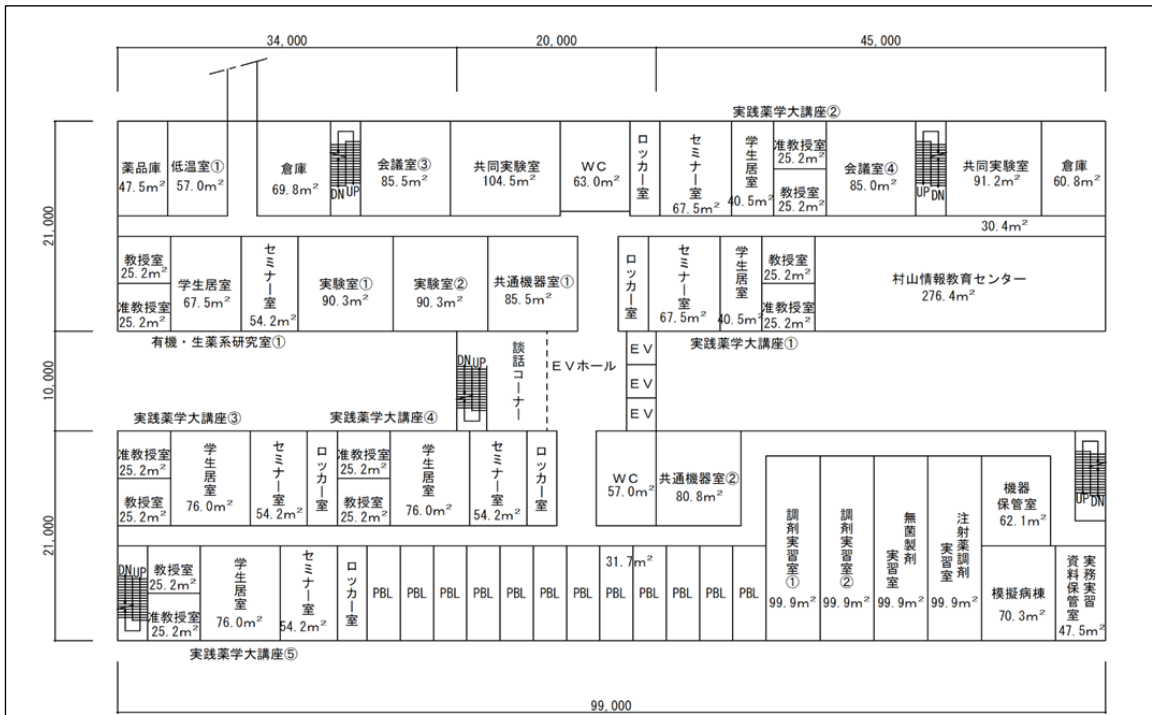 34,000
20,000
45,000
実践薬学大講座②
薬品庫
47.5m²
低温室①
57.0m²
倉庫
69.8m²
DN UP
会議室③
85.5m²
共同実験室
104.5m²
WC
63.0m²
ロッカー室
セミナー室
67.5m²
学生居室
40.5m²
准教授室
25.2m²
教授室
25.2m²
会議室④
85.0m²
UP DN
共同実験室
91.2m²
倉庫
60.8m²
30.4m²
21,000
教授室
25.2m²
准教授室
25.2m²
学生居室
67.5m²
セミナー室
54.2m²
実験室①
90.3m²
実験室②
90.3m²
共通機器室①
85.5m²
ロッカー室
セミナー室
67.5m²
学生居室
40.5m²
教授室
25.2m²
准教授室
25.2m²
村山情報教育センター
276.4m²
有機・生薬系研究室①
実践薬学大講座①
10,000
DN UP
談話コーナー
EVホール
EV
EV
EV
実践薬学大講座③
実践薬学大講座④
21,000
准教授室
25.2m²
教授室
25.2m²
学生居室
76.0m²
セミナー室
54.2m²
ロッカー室
准教授室
25.2m²
教授室
25.2m²
学生居室
76.0m²
セミナー室
54.2m²
ロッカー室
WC
57.0m²
共通機器室②
80.8m²
調剤実習室①
99.9m²
調剤実習室②
99.9m²
無菌製剤
実習室
99.9m²
注射薬調剤
実習室
99.9m²
機器
保管室
62.1m²
UP DN
31.7m²
DN UP
教授室
25.2m²
准教授室
25.2m²
学生居室
76.0m²
セミナー室
54.2m²
ロッカー室
PBL
PBL
PBL
PBL
PBL
PBL
PBL
PBL
PBL
PBL
PBL
PBL
模擬病棟
70.3m²
実務実習
資料保管室
47.5m²
実践薬学大講座⑤
99,000